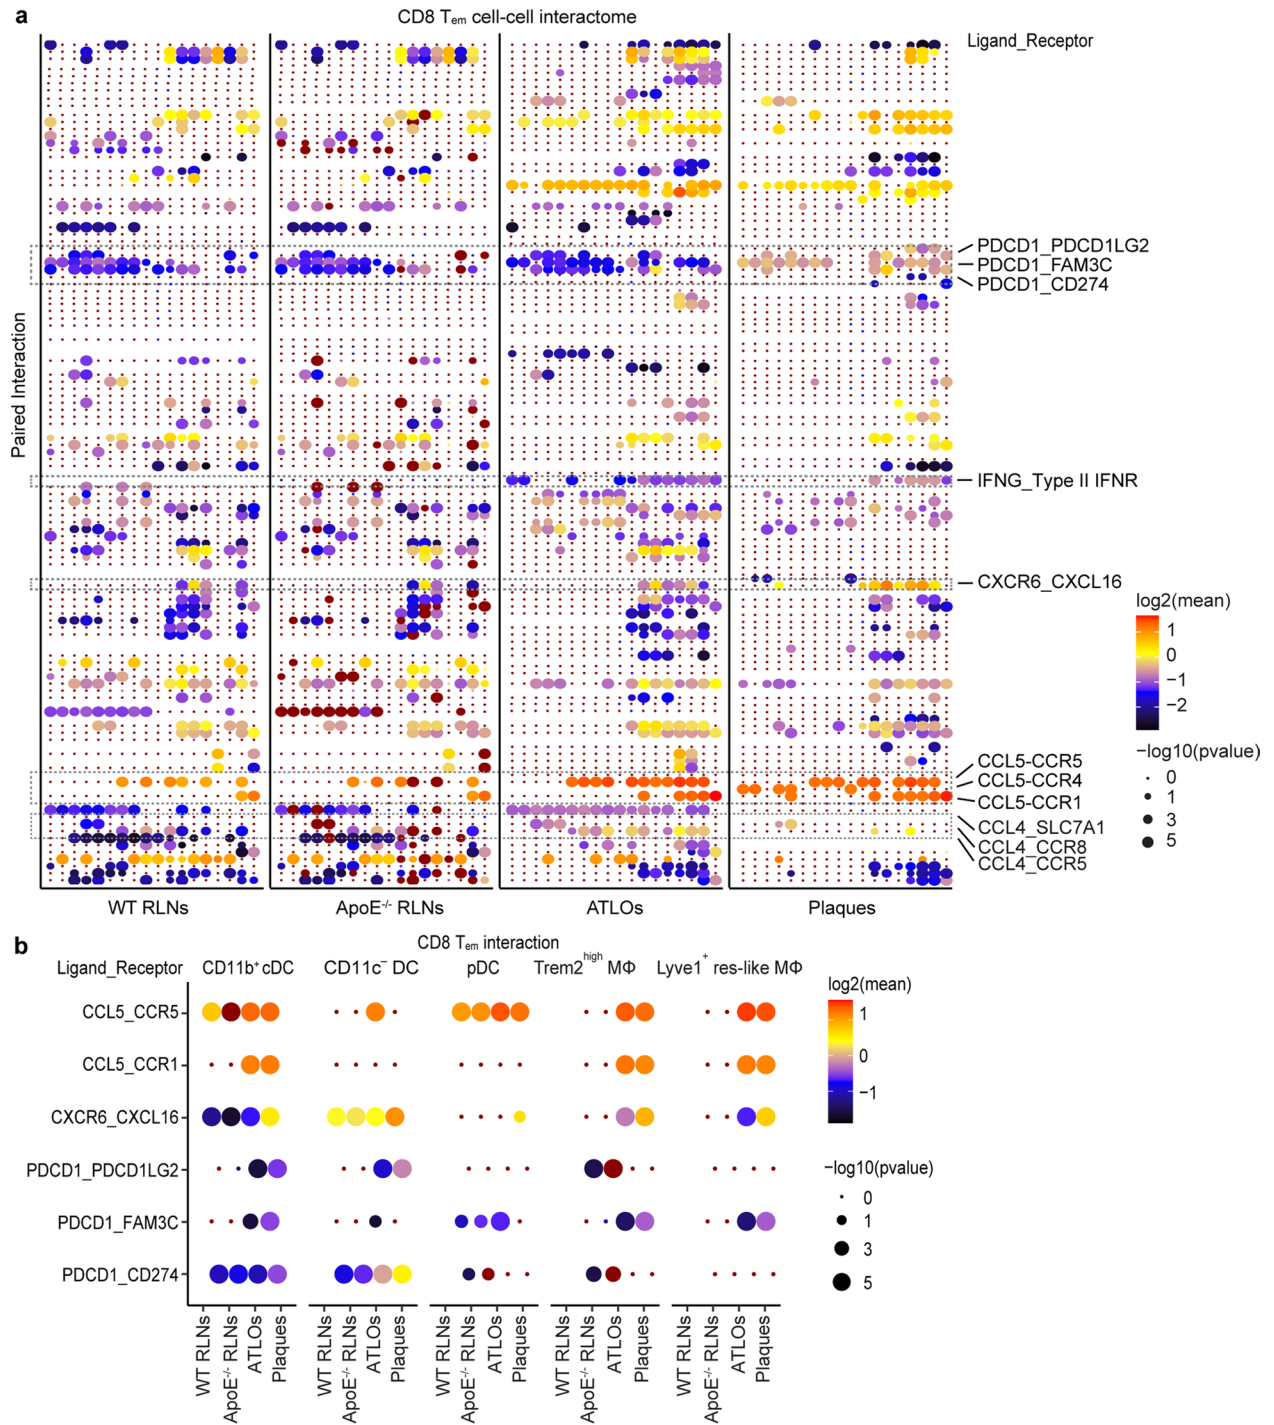 a
CD8 Tem cell-cell interactome
Ligand_Receptor
Paired Interaction
PDCD1_PDCD1LG2
PDCD1_FAM3C
PDCD1_CD274
IFNG_Type II IFNR
CXCR6_CXCL16
log2(mean)
1
0
−1
−2
−log10(pvalue)
0
1
3
5
CCL5-CCR5
CCL5-CCR4
CCL5-CCR1
CCL4_SLC7A1
CCL4_CCR8
CCL4_CCR5
WT RLNs
ApoE-/- RLNs
ATLOs
Plaques
b
CD8 Tem interaction
Ligand_Receptor
CD11b+ cDC
CD11c− DC
pDC
Trem2high MΦ
Lyve1+ res-like MΦ
CCL5_CCR5
CCL5_CCR1
CXCR6_CXCL16
PDCD1_PDCD1LG2
PDCD1_FAM3C
PDCD1_CD274
log2(mean)
1
0
−1
−log10(pvalue)
0
1
3
5
WT RLNs
ApoE-/- RLNs
ATLOs
Plaques
WT RLNs
ApoE-/- RLNs
ATLOs
Plaques
WT RLNs
ApoE-/- RLNs
ATLOs
Plaques
WT RLNs
ApoE-/- RLNs
ATLOs
Plaques
WT RLNs
ApoE-/- RLNs
ATLOs
Plaques